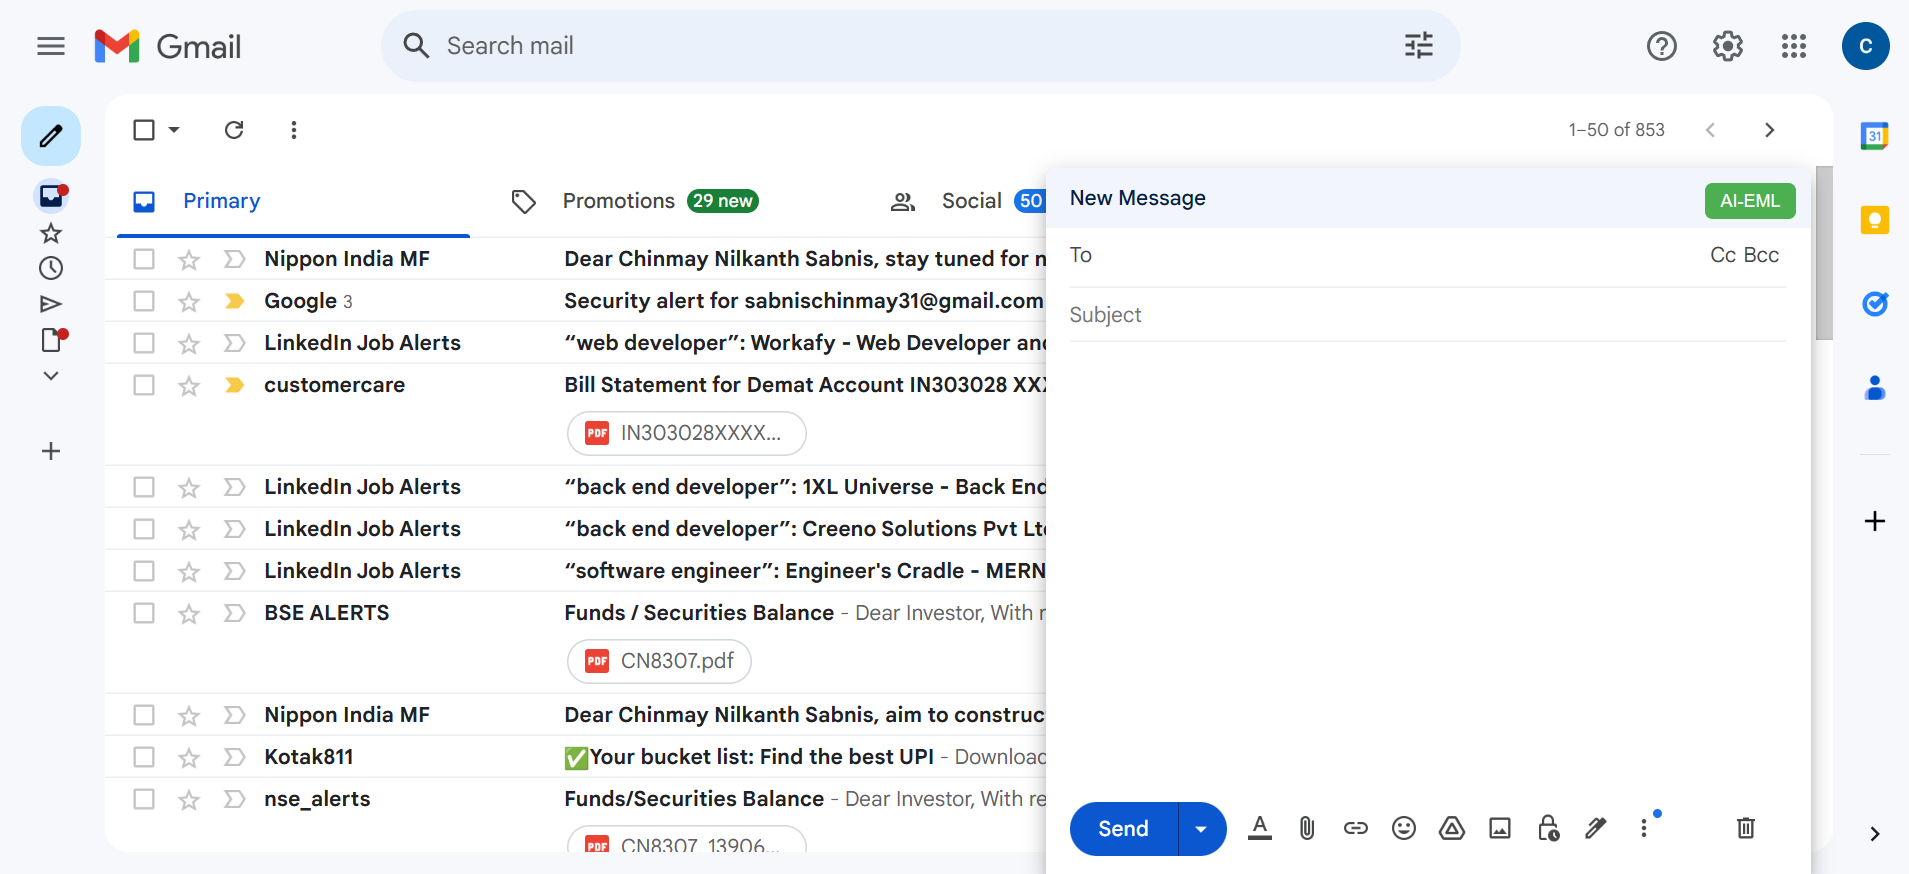 Gmail
Search mail
C
1–50 of 853
31
Primary
Promotions 29 new
Social 50
Nippon India MF Dear Chinmay Nilkanth Sabnis, stay tuned for n
Google 3 Security alert for sabnischinmay31@gmail.com
LinkedIn Job Alerts “web developer”: Workafy - Web Developer and
customercare Bill Statement for Demat Account IN303028 XXX
PDF IN303028XXXX...
LinkedIn Job Alerts “back end developer”: 1XL Universe - Back End
LinkedIn Job Alerts “back end developer”: Creeno Solutions Pvt Ltd
LinkedIn Job Alerts “software engineer”: Engineer's Cradle - MERN
BSE ALERTS Funds / Securities Balance - Dear Investor, With r
PDF CN8307.pdf
Nippon India MF Dear Chinmay Nilkanth Sabnis, aim to construc
Kotak811 ✅Your bucket list: Find the best UPI - Download
nse_alerts Funds/Securities Balance - Dear Investor, With re
PDF CN8307_13906...
New Message
AI-EML
To
Cc Bcc
Subject
Send
A